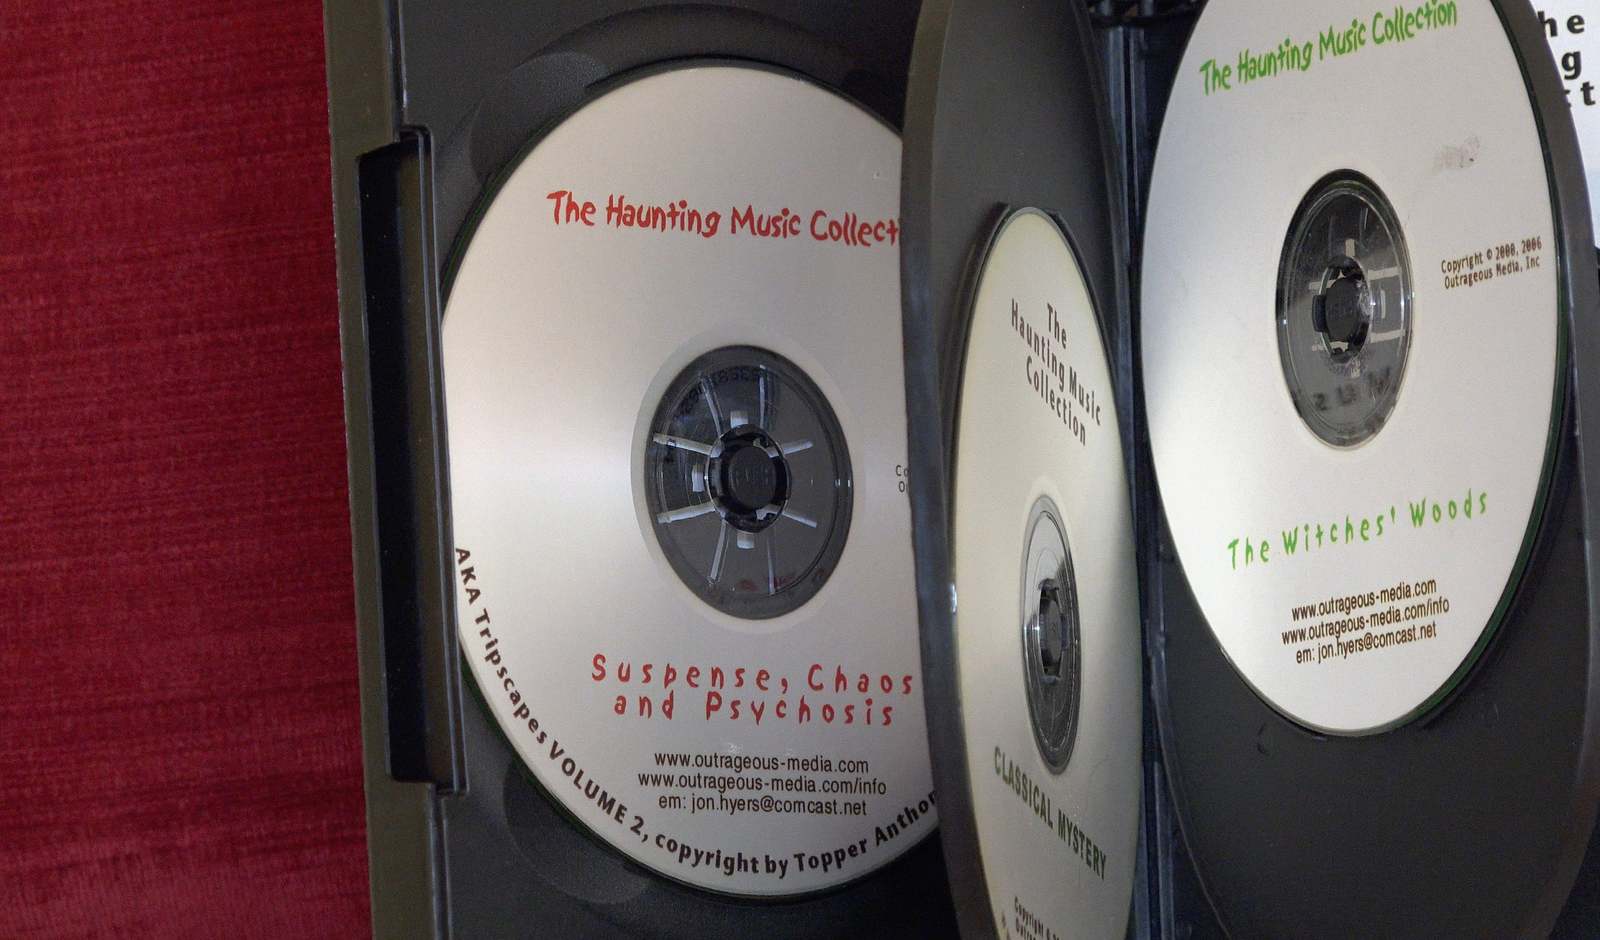 The Haunting Music Collecti
Suspense, Chaos
and Psychosis
www.outrageous-media.com
www.outrageous-media.com/info
em: jon.hyers@comcast.net
AKA Tripscapes VOLUME 2, copyright by Topper Anthon
The
Haunting Music
Collection
CLASSICAL MYSTERY
Copyright ©
The Haunting Music Collection
Copyright © 2000, 2006
Outrageous Media, Inc
The Witches' Woods
www.outrageous-media.com
www.outrageous-media.com/info
em: jon.hyers@comcast.net